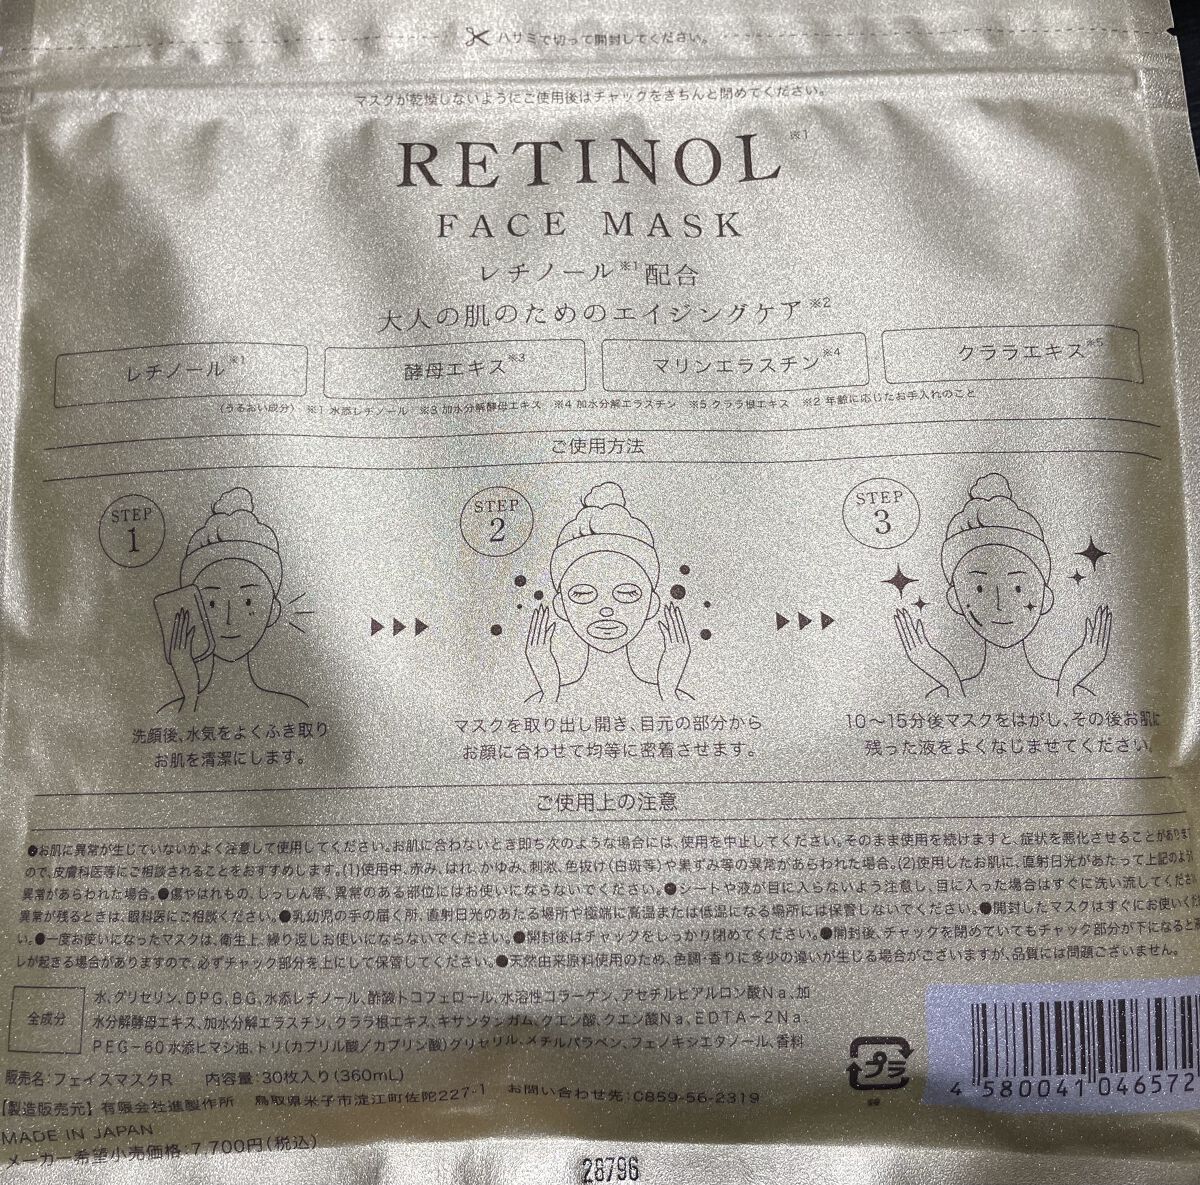 ハサミで切って開封してください。
マスクが乾燥しないようにご使用後はチャックをきちんと閉めてください。
RETINOL※1
FACE MASK
レチノール※1配合
大人の肌のためのエイジングケア※2
レチノール※1 酵母エキス※3 マリンエラスチン※4 クララエキス※5
(うるおい成分) ※1 水添レチノール ※3 加水分解酵母エキス ※4 加水分解エラスチン ※5 クララ根エキス ※2 年齢に応じたお手入れのこと
ご使用方法
STEP
1
洗顔後、水気をよくふき取り
お肌を清潔にします。
STEP
2
マスクを取り出し開き、目元の部分から
お顔に合わせて均等に密着させます。
STEP
3
10〜15分後マスクをはがし、その後お肌に
残った液をよくなじませてください。
ご使用上の注意
●お肌に異常が生じていないかよく注意して使用してください。お肌に合わないとき即ち次のような場合には、使用を中止してください。そのまま使用を続けますと、症状を悪化させることがあります
ので、皮膚科医等にご相談されることをおすすめします。(1)使用中、赤み、はれ、かゆみ、刺激、色抜け(白斑等)や黒ずみ等の異常があらわれた場合。(2)使用したお肌に、直射日光があたって上記のような
異常があらわれた場合。●傷やはれもの、しっしん等、異常のある部位にはお使いにならないでください。●シートや液が目に入らないよう注意し、目に入った場合はすぐに洗い流してください
異常が残るときは、眼科医にご相談ください。●乳幼児の手の届く所、直射日光のあたる場所や極端に高温または低温になる場所には保管しないでください。●開封したマスクはすぐにお使いくだ
い。●一度お使いになったマスクは、衛生上、繰り返しお使いにならないでください。●開封後はチャックをしっかり閉めてください。●開封後、チャックを閉めていてもチャック部分が下になると
レが起きる場合がありますので、必ずチャック部分を上にして保管してください。●天然由来原料使用のため、色調・香りに多少の違いが生じる場合がございますが、品質には問題ございません。
全成分
水、グリセリン、DPG、BG、水添レチノール、酢酸トコフェロール、水溶性コラーゲン、アセチルヒアルロン酸Na、加
水分解酵母エキス、加水分解エラスチン、クララ根エキス、キサンタンガム、クエン酸、クエン酸Na、EDTA-2Na、
PEG-60水添ヒマシ油、トリ(カプリル酸/カプリン酸)グリセリル、メチルパラベン、フェノキシエタノール、香料
販売名:フェイスマスクR 内容量:30枚入り(360mL)
【製造販売元】有限会社進製作所 鳥取県米子市淀江町佐陀227-1 お問い合わせ先:0859-56-2319
MADE IN JAPAN
メーカー希望小売価格:7,700円(税込)
プラ
4 580041 046572
28796